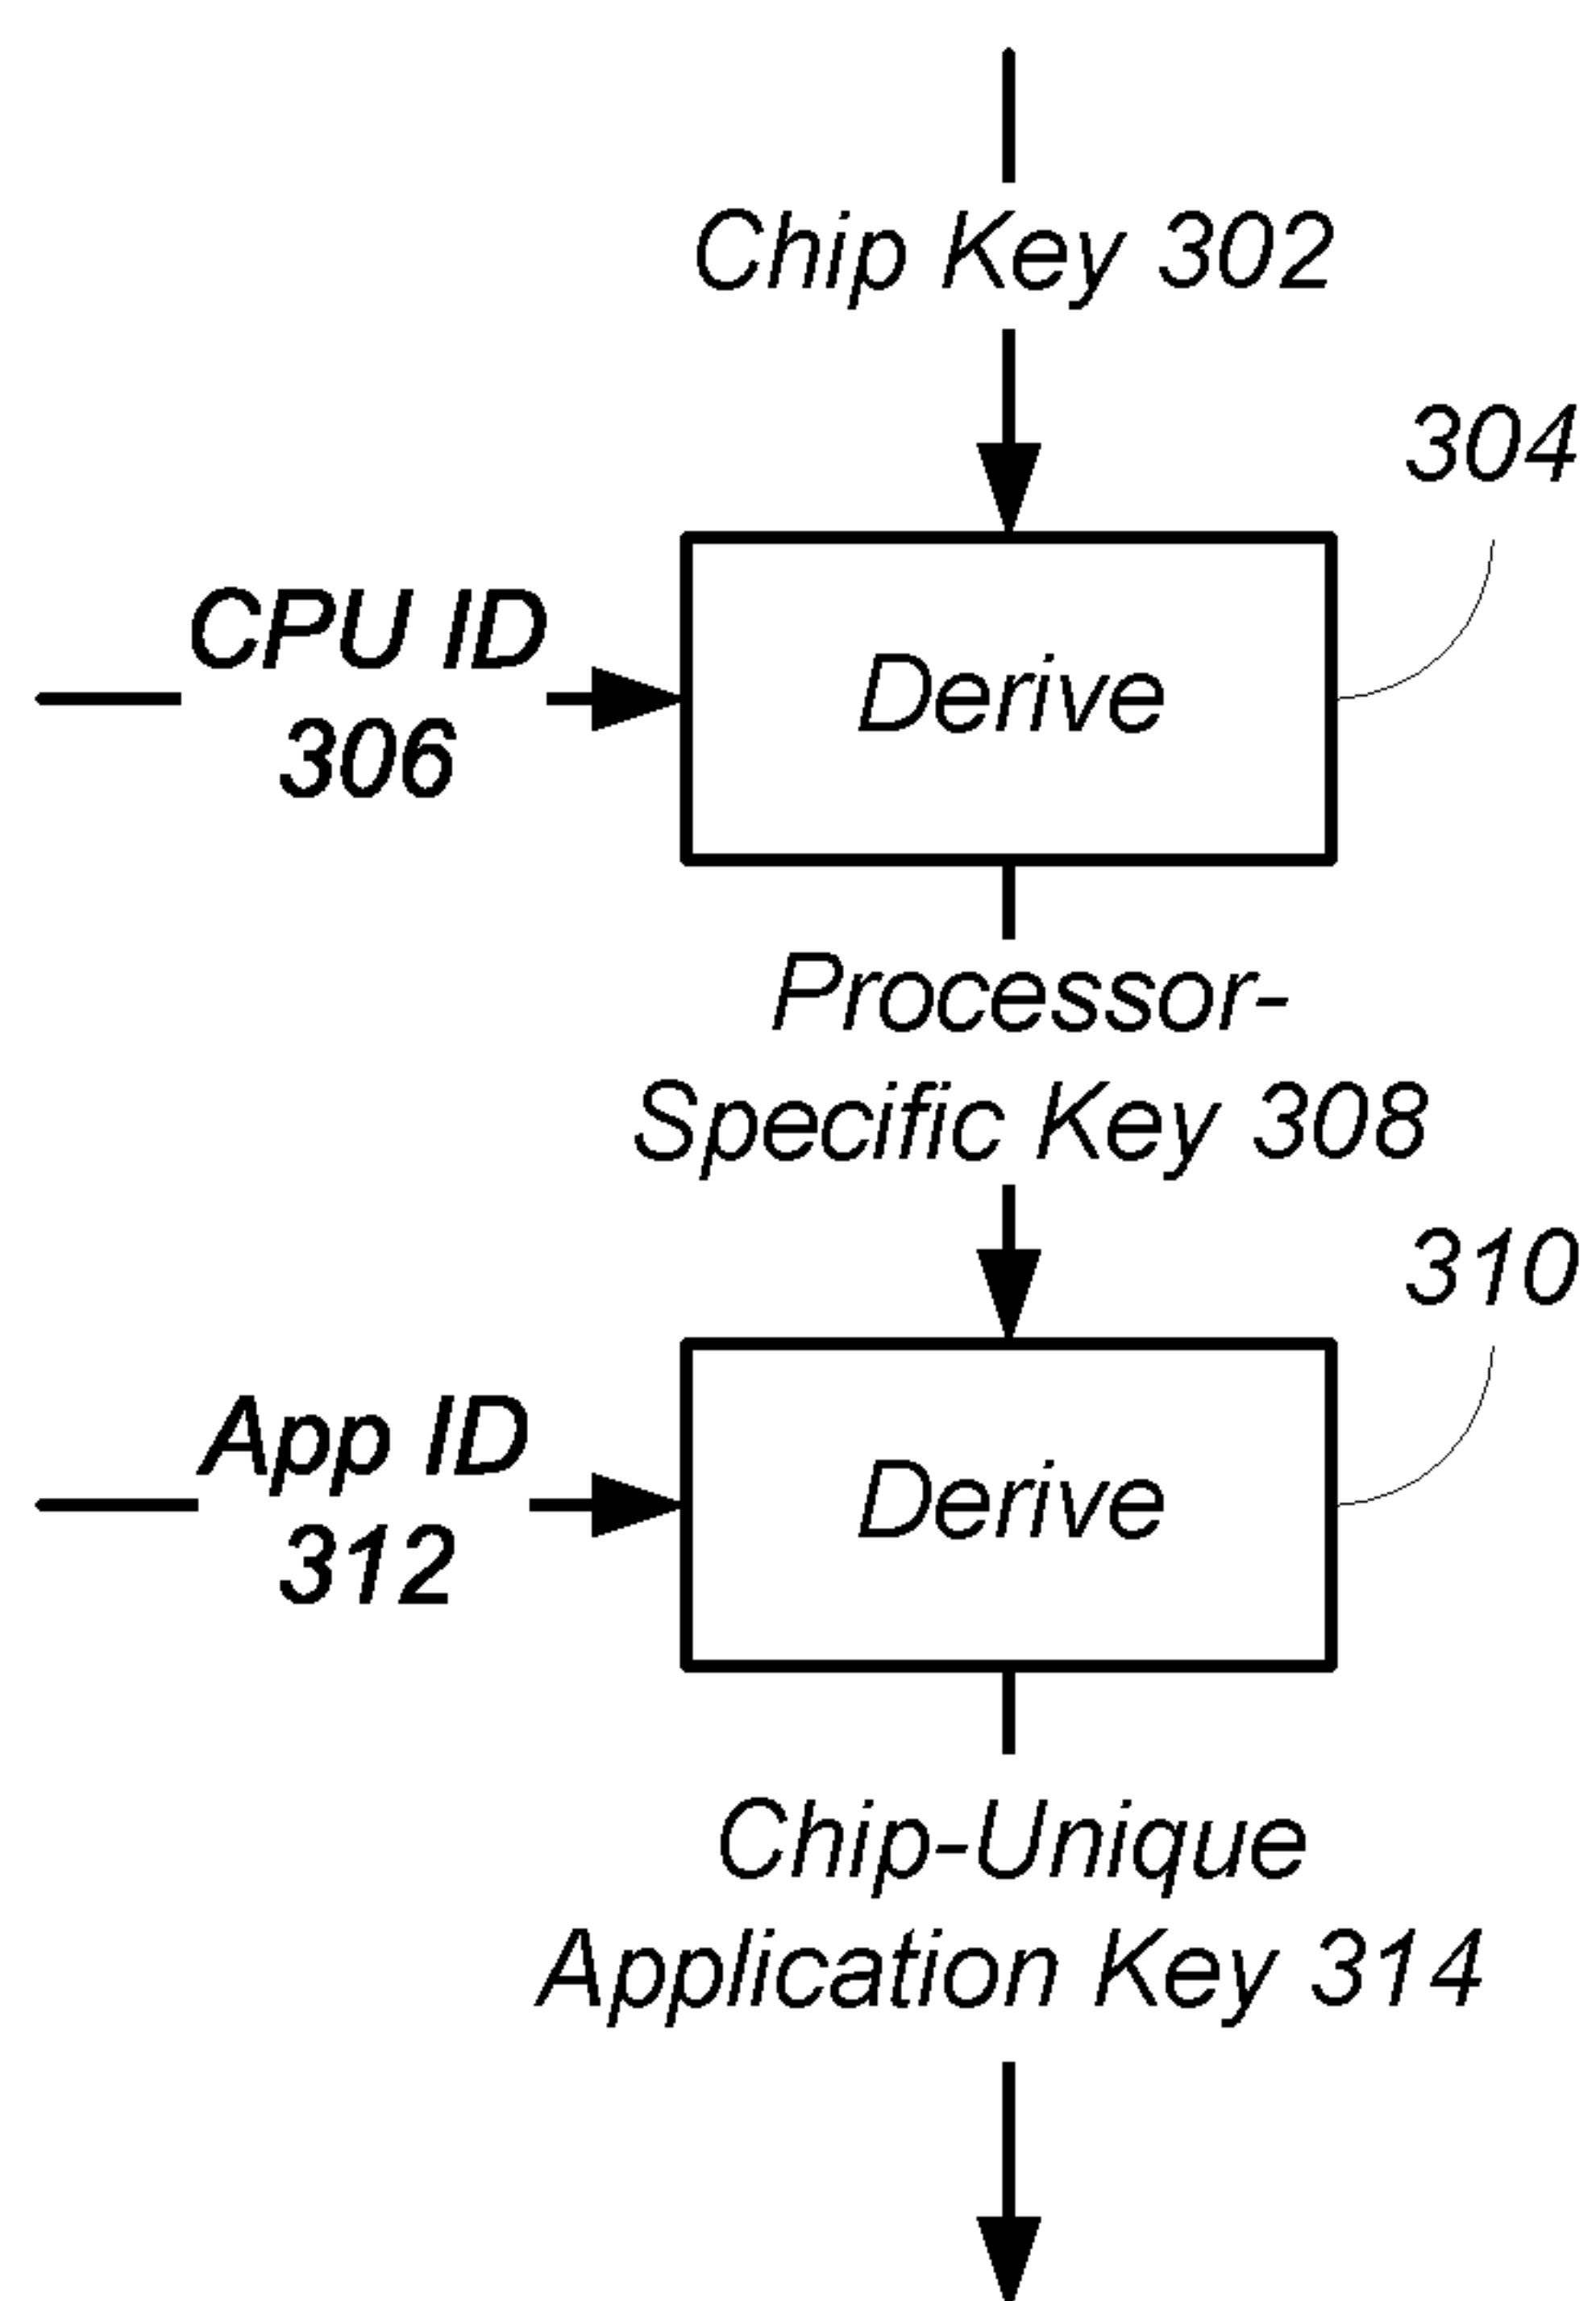 Chip Key 302
304
CPU ID
306
Derive
Processor-
Specific Key 308
310
App ID
312
Derive
Chip-Unique
Application Key 314